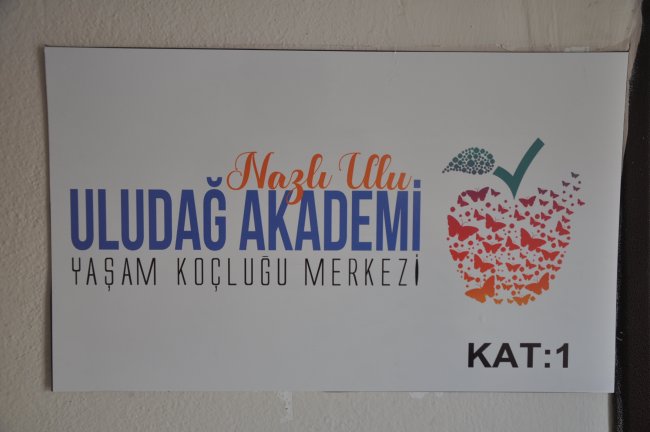 Nazlı Ulu
ULUDAĞ AKADEMİ
YAŞAM KOÇLUĞU MERKEZİ
KAT:1